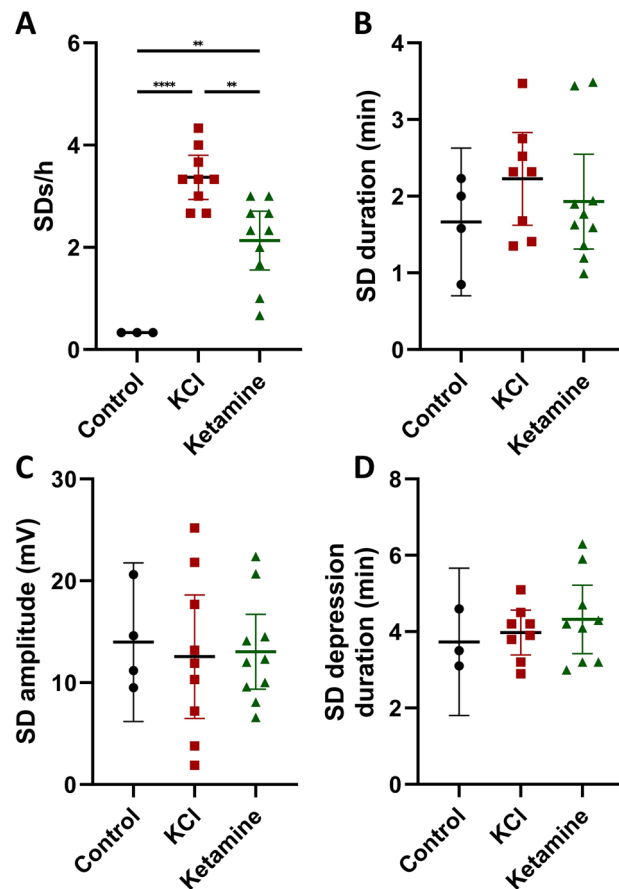 A
SDs/h
6
4
2
0
**
****
**
Control
KCl
Ketamine
B
SD duration (min)
4
3
2
1
0
Control
KCl
Ketamine
C
SD amplitude (mV)
30
20
10
0
Control
KCl
Ketamine
D
SD depression
duration (min)
8
6
4
2
0
Control
KCl
Ketamine